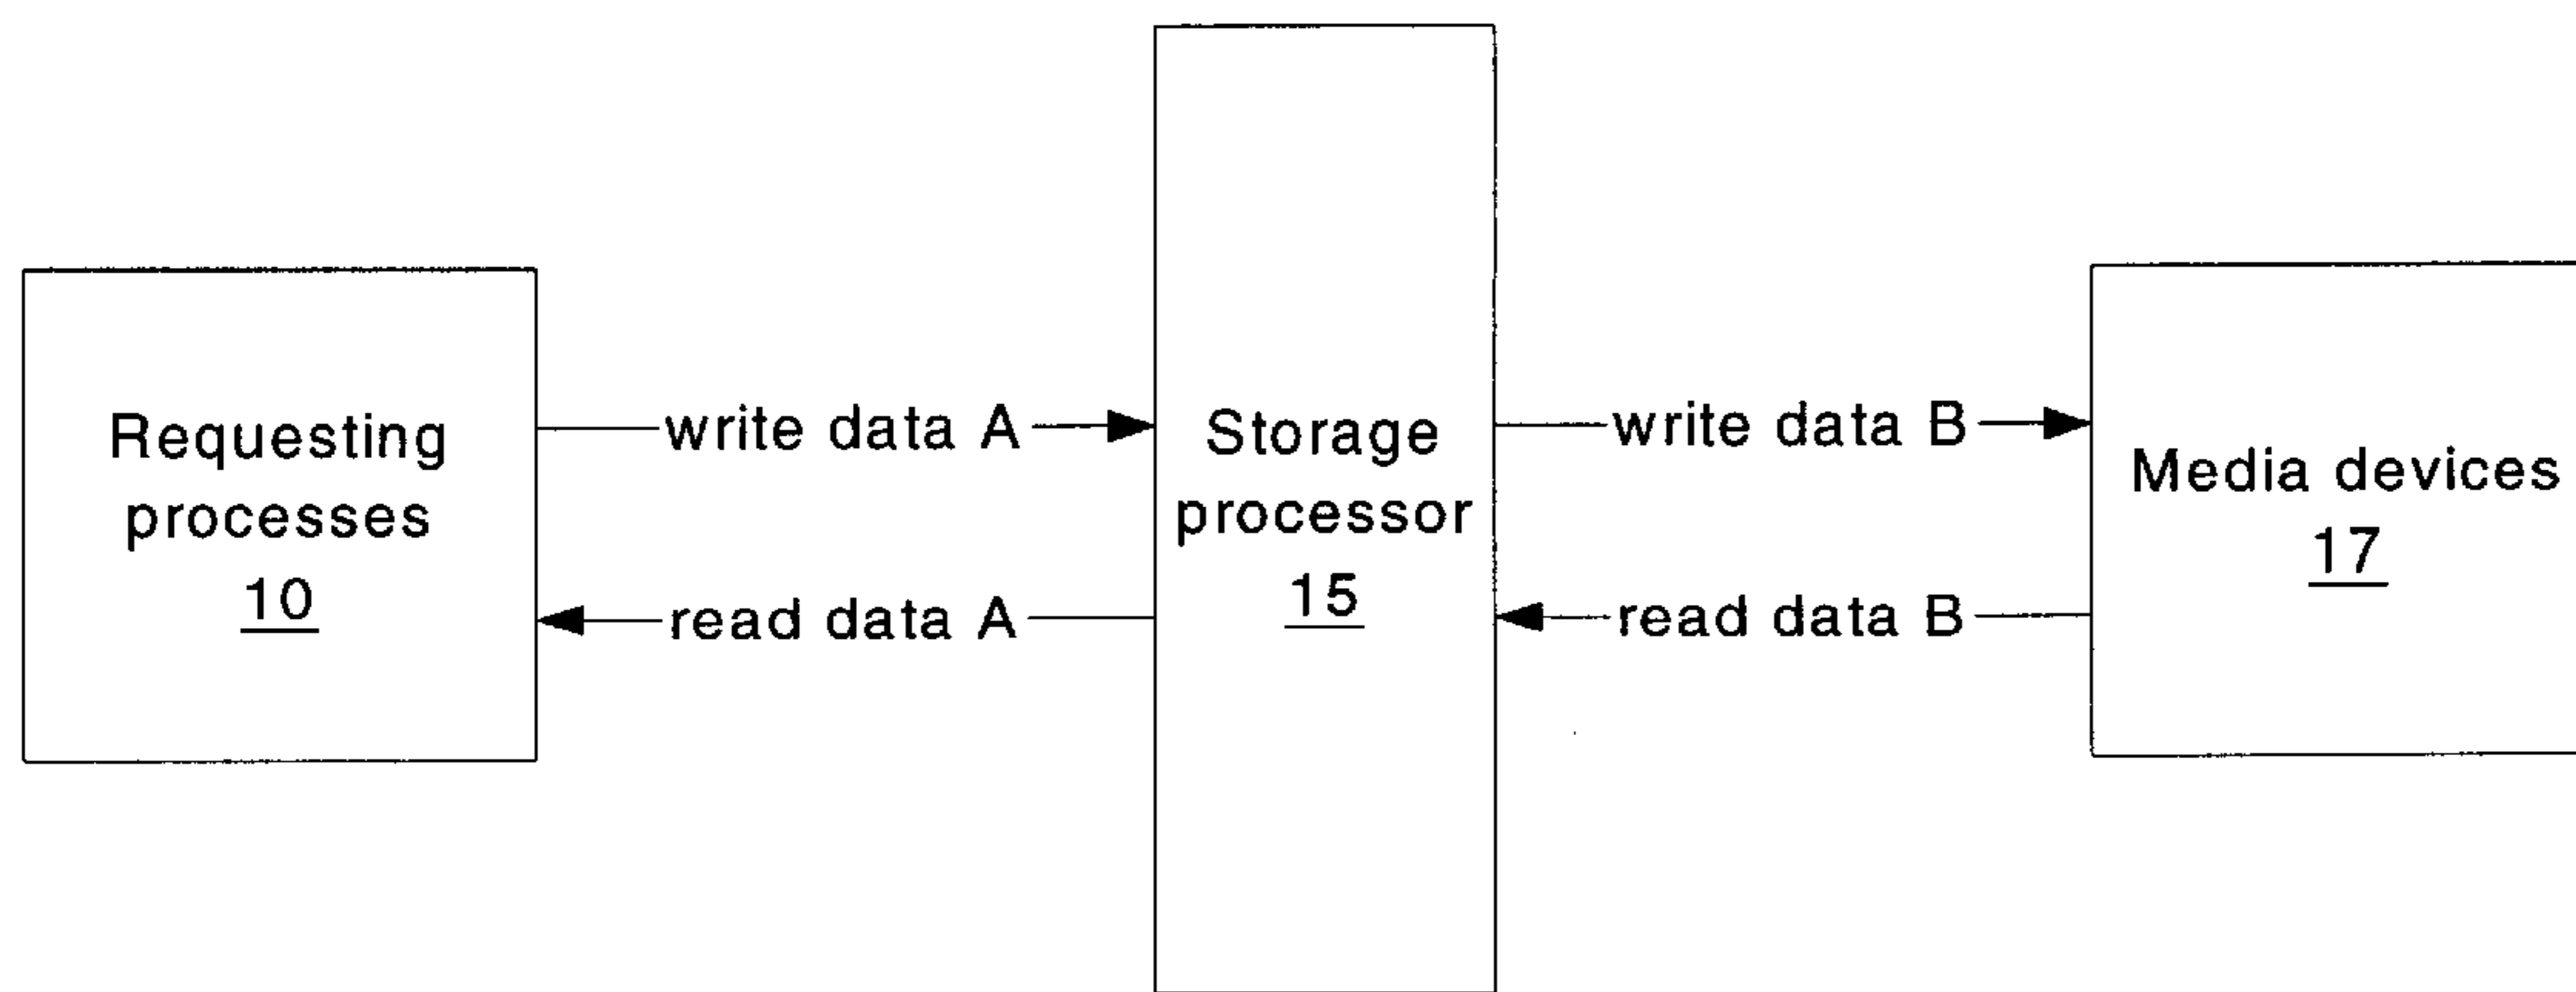 Requesting
processes
10
write data A
read data A
Storage
processor
15
write data B
read data B
Media devices
17